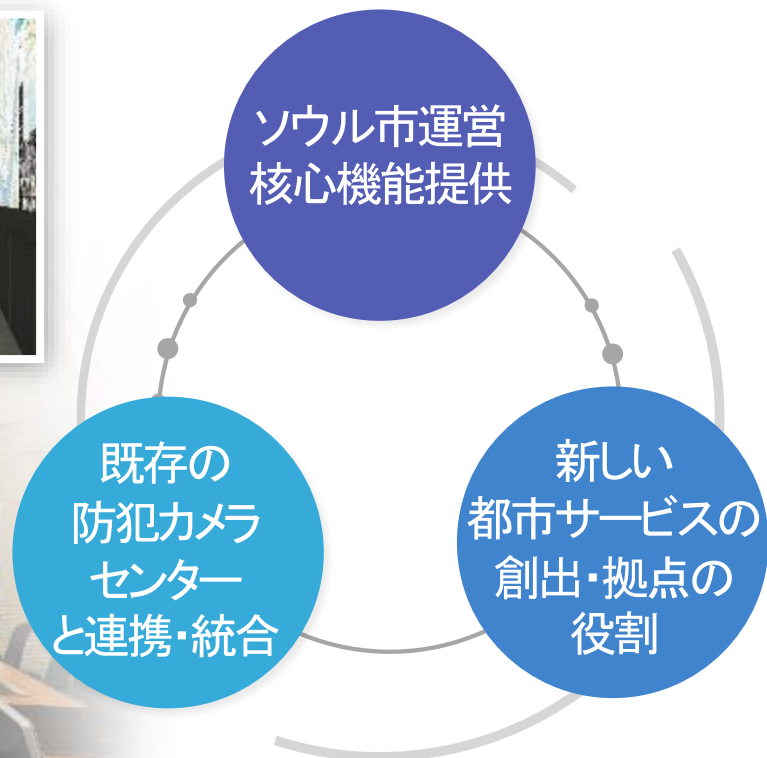 ソウル市運営
核心機能提供
既存の
防犯カメラ
センター
と連携・統合
新しい
都市サービスの
創出・拠点の
役割